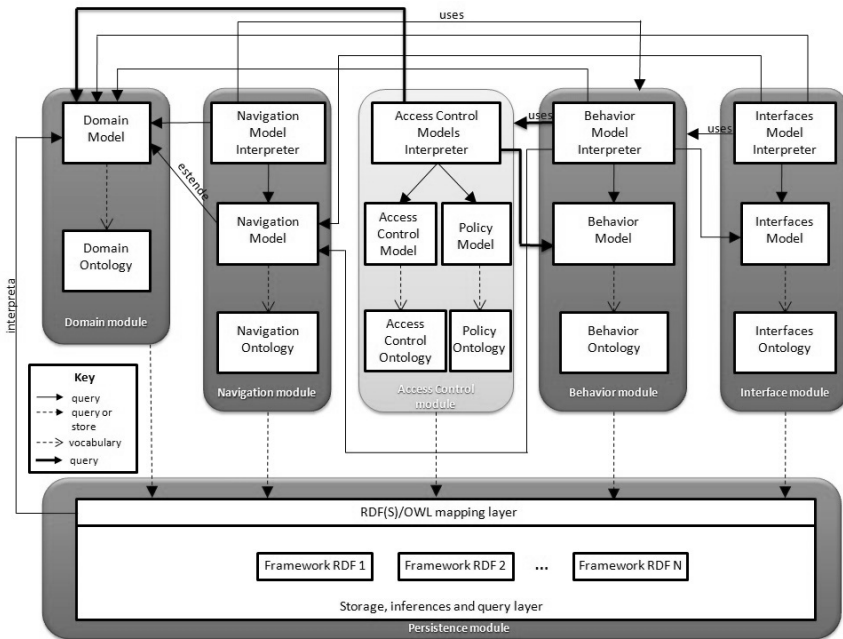 uses
Domain
Model
Navigation
Model
Interpreter
Access Control
Models
Interpreter
uses
Behavior
Model
Interpreter
uses
Interfaces
Model
Interpreter
estende
Navigation
Model
Access
Control
Model
Policy
Model
Behavior
Model
Interfaces
Model
Domain
Ontology
interpreta
Domain module
Navigation
Ontology
Access
Control
Ontology
Policy
Ontology
Behavior
Ontology
Interfaces
Ontology
Navigation module
Access Control
module
Behavior module
Interface module
Key
query
query or
store
vocabulary
query
RDF(S)/OWL mapping layer
Framework RDF 1
Framework RDF 2
...
Framework RDF N
Storage, inferences and query layer
Persistence module